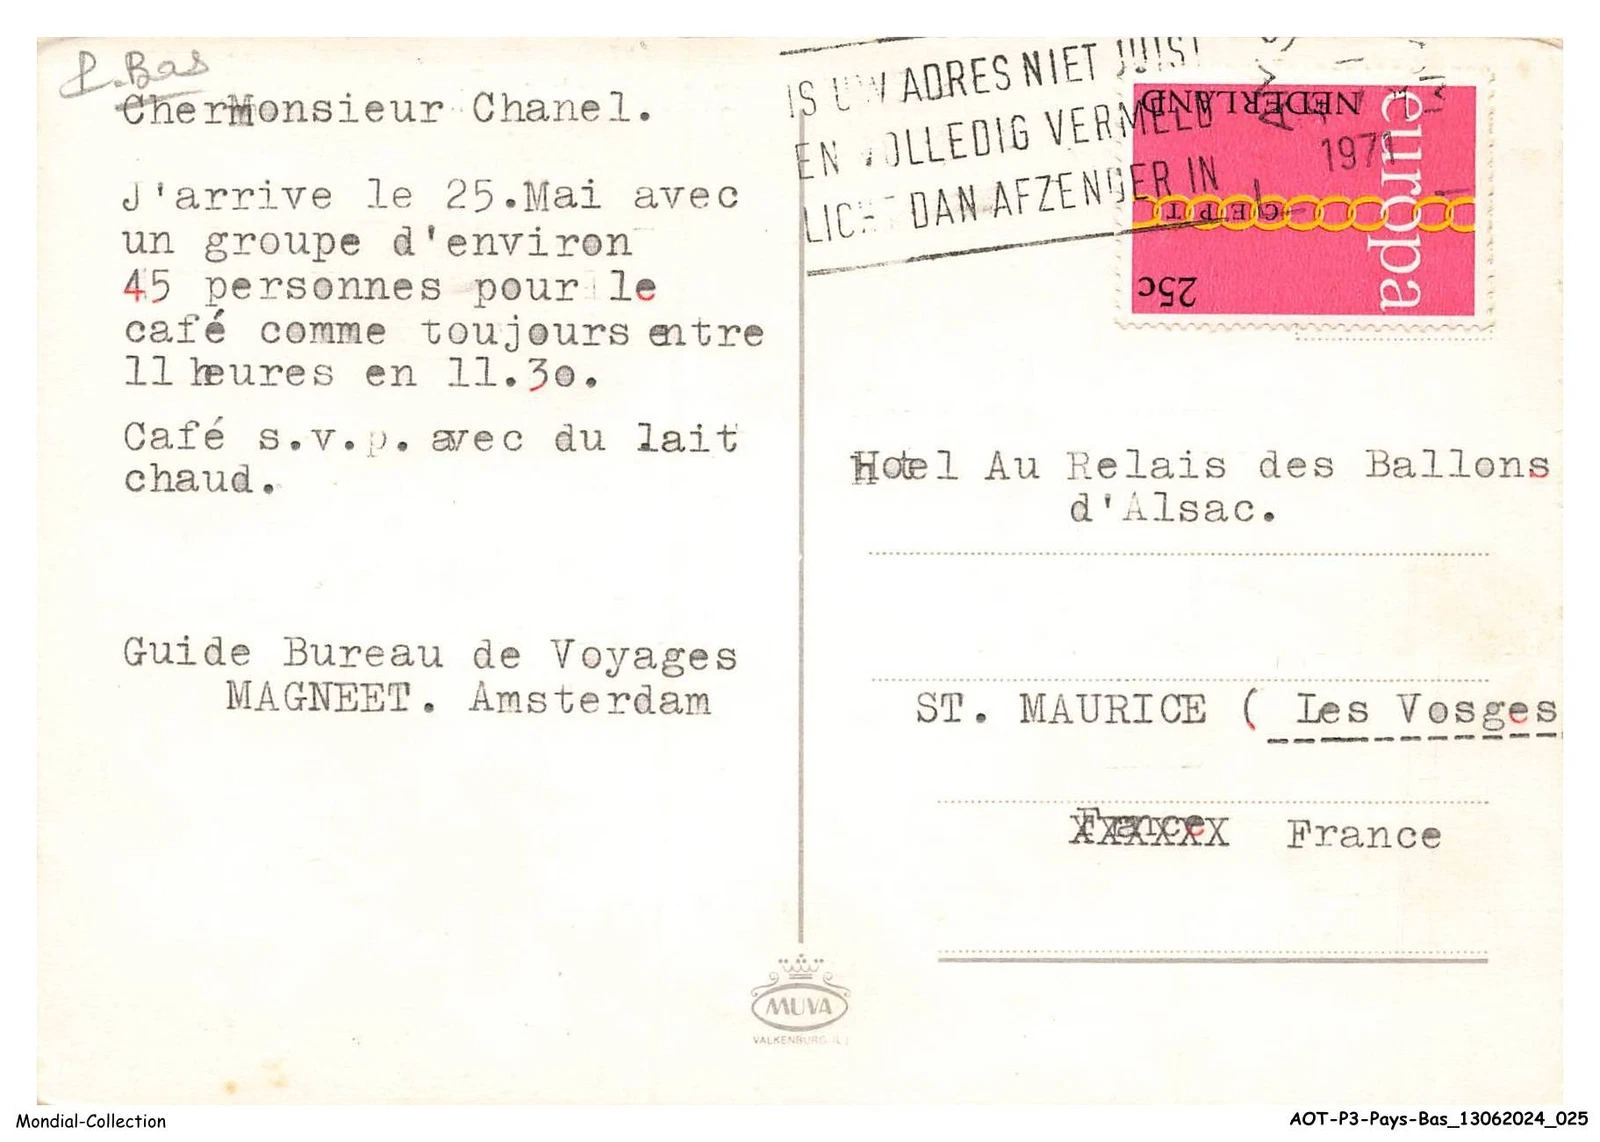 P.Bas
CherMonsieur Chanel.
J'arrive le 25.Mai avec
un groupe d'environ
45 personnes pour le
café comme toujours entre
11 heures en 11.30.
Café s.v.p. avec du lait
chaud.
Guide Bureau de Voyages
MAGNEET. Amsterdam
IS UW ADRES NIET JUIST
EN VOLLEDIG VERMELD
LICHT DAN AFZENDER IN
1971
NEDERLAND
europa
CEPT
25c
Hotel Au Relais des Ballons
d'Alsac.
ST. MAURICE ( Les Vosges
France
France
MUVA
VALKENBURG (L.)
Mondial-Collection
AOT-P3-Pays-Bas_13062024_025